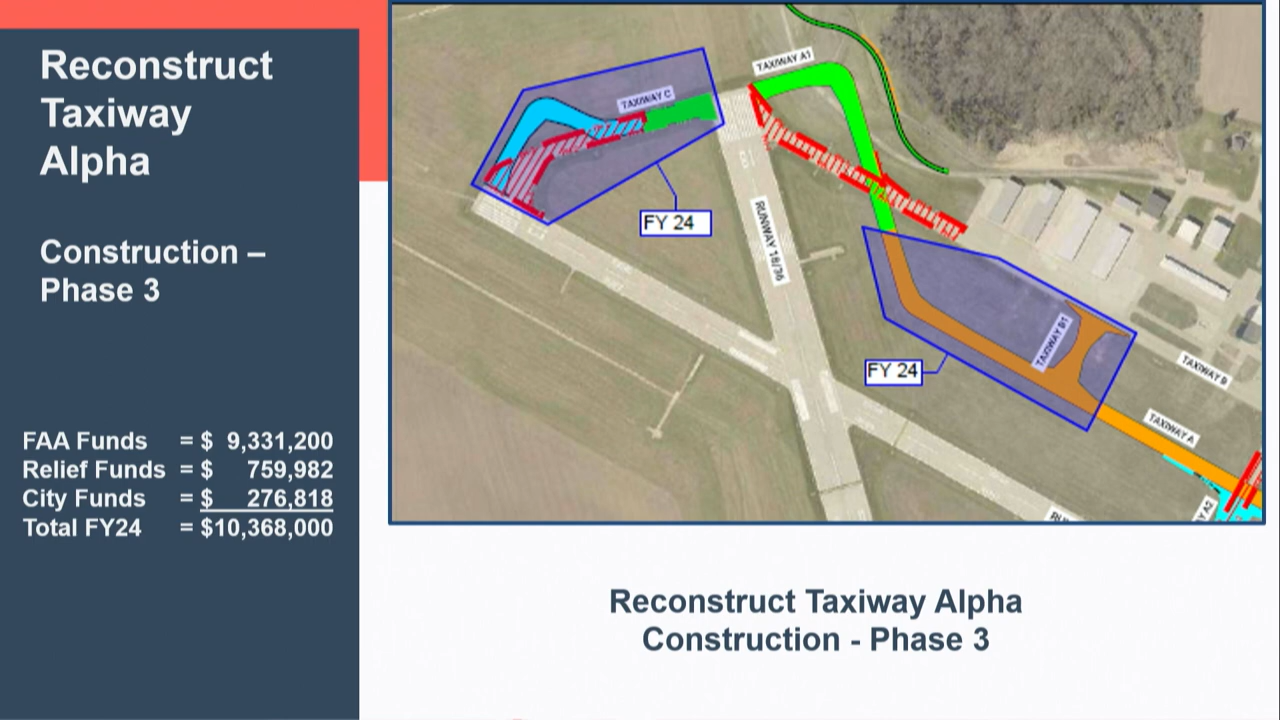 Reconstruct
Taxiway
Alpha
Construction –
Phase 3
FAA Funds = $ 9,331,200
Relief Funds = $ 759,982
City Funds = $ 276,818
Total FY24 = $10,368,000
TAXIWAY A1
TAXIWAY C
FY 24
RUNWAY 18/36
TAXIWAY B1
FY 24
TAXIWAY B
TAXIWAY A
Y A2
RU
Reconstruct Taxiway Alpha
Construction - Phase 3